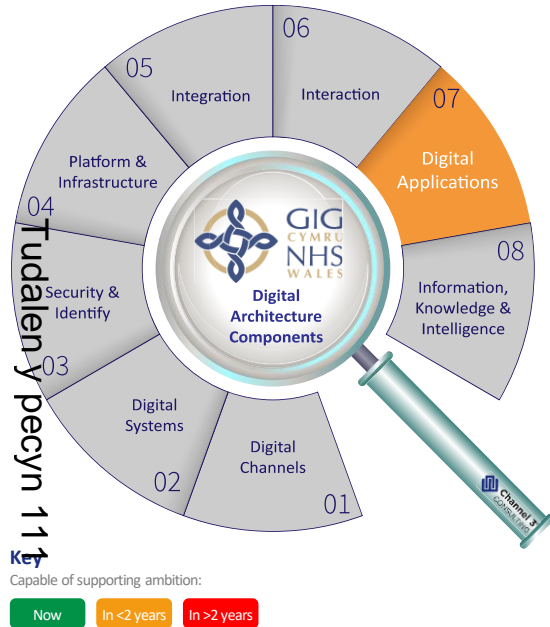 06
05
07
Integration
Interaction
Digital
Applications
Platform &
Infrastructure
04
08
GIG
CYMRU
NHS
WALES
Digital
Architecture
Components
Information,
Knowledge &
Intelligence
Security &
Identify
03
Digital
Systems
02
Digital
Channels
01
Channel 3
CONSULTING
Tudalen y pecyn 111
Key
Capable of supporting ambition:
Now
In <2 years
In >2 years